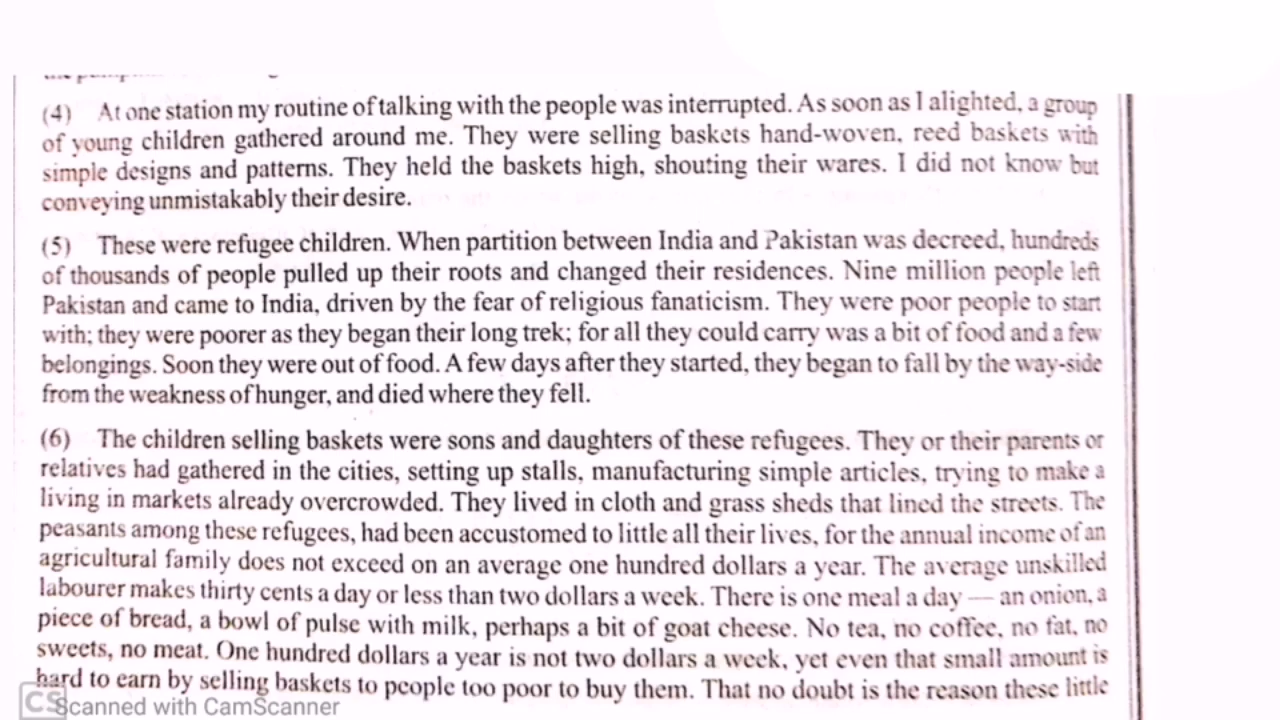 (4) At one station my routine of talking with the people was interrupted. As soon as I alighted, a group
of young children gathered around me. They were selling baskets hand-woven, reed baskets with
simple designs and patterns. They held the baskets high, shouting their wares. I did not know but
conveying unmistakably their desire.
(5) These were refugee children. When partition between India and Pakistan was decreed, hundreds
of thousands of people pulled up their roots and changed their residences. Nine million people left
Pakistan and came to India, driven by the fear of religious fanaticism. They were poor people to start
with; they were poorer as they began their long trek; for all they could carry was a bit of food and a few
belongings. Soon they were out of food. A few days after they started, they began to fall by the way-side
from the weakness of hunger, and died where they fell.
(6) The children selling baskets were sons and daughters of these refugees. They or their parents or
relatives had gathered in the cities, setting up stalls, manufacturing simple articles, trying to make a
living in markets already overcrowded. They lived in cloth and grass sheds that lined the streets. The
peasants among these refugees, had been accustomed to little all their lives, for the annual income of an
agricultural family does not exceed on an average one hundred dollars a year. The average unskilled
labourer makes thirty cents a day or less than two dollars a week. There is one meal a day — an onion, a
piece of bread, a bowl of pulse with milk, perhaps a bit of goat cheese. No tea, no coffee, no fat, no
sweets, no meat. One hundred dollars a year is not two dollars a week, yet even that small amount is
hard to earn by selling baskets to people too poor to buy them. That no doubt is the reason these little
CS Scanned with CamScanner